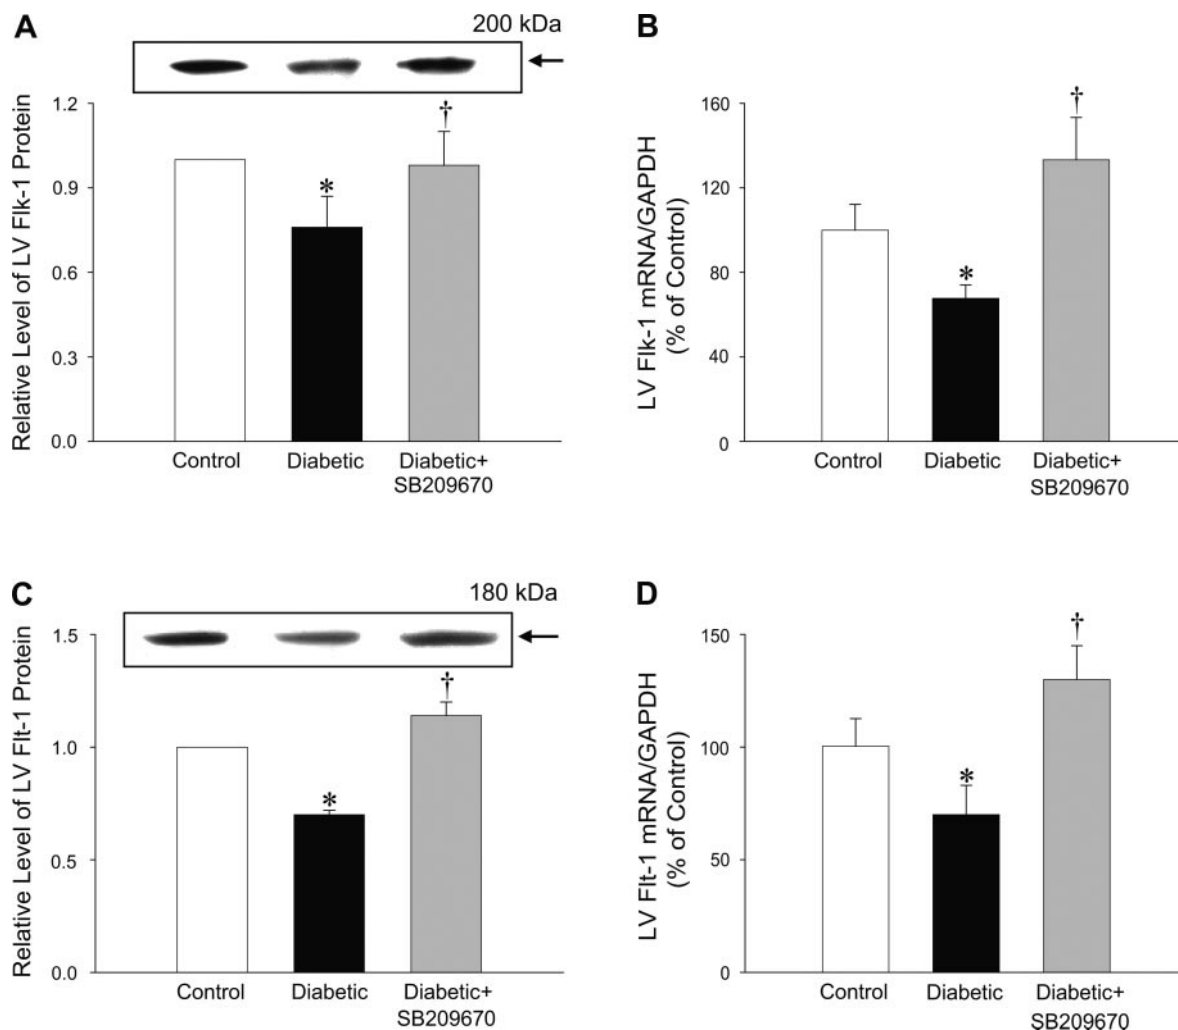 A
200 kDa
Relative Level of LV Flk-1 Protein
1.2
0.9
0.6
0.3
0.0
*
†
Control
Diabetic
Diabetic+
SB209670
B
LV Flk-1 mRNA/GAPDH
(% of Control)
160
120
80
40
0
*
†
Control
Diabetic
Diabetic+
SB209670
C
180 kDa
Relative Level of LV Flt-1 Protein
1.5
1.0
0.5
0.0
*
†
Control
Diabetic
Diabetic+
SB209670
D
LV Flt-1 mRNA/GAPDH
(% of Control)
150
100
50
0
*
†
Control
Diabetic
Diabetic+
SB209670